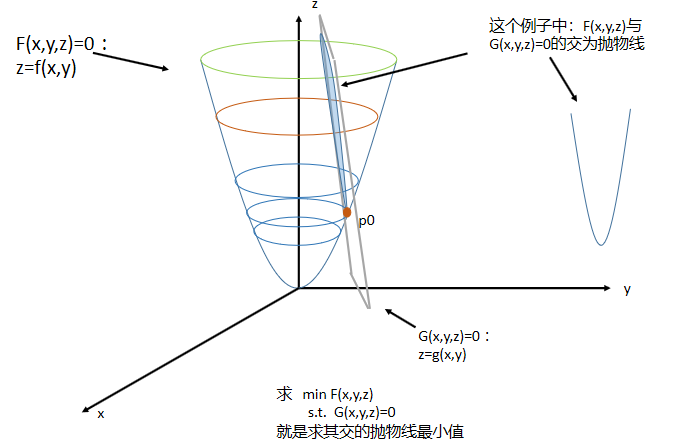 z
F(x,y,z)=0：
z=f(x,y)
这个例子中：F(x,y,z)与
G(x,y,z)=0的交为抛物线
p0
y
G(x,y,z)=0：
z=g(x,y)
x
求 min F(x,y,z)
s.t. G(x,y,z)=0
就是求其交的抛物线最小值